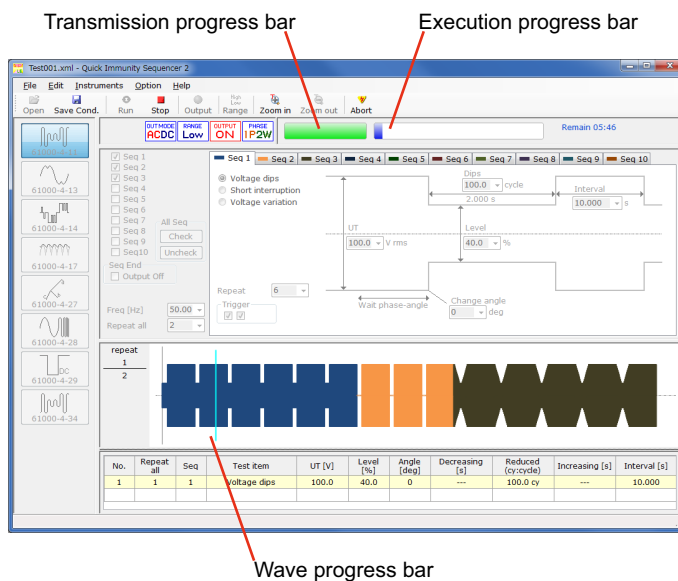 Transmission progress bar
Execution progress bar
Test001.xml - Quick Immunity Sequencer 2
File Edit Instruments Option Help
Open Save Cond. Run Stop Output High Low Range Zoom in Zoom out Abort
OUTMODE ACDC RANGE Low OUTPUT ON PHASE 1P2W
Remain 05:46
61000-4-11
61000-4-13
61000-4-14
61000-4-17
61000-4-27
61000-4-28
DC
61000-4-29
61000-4-34
Seq 1
Seq 2
Seq 3
Seq 4
Seq 5
Seq 6
Seq 7
Seq 8
Seq 9
Seq10
All Seq
Check
Uncheck
Seq End
Output Off
Freq [Hz] 50.00
Repeat all 2
Seq 1 Seq 2 Seq 3 Seq 4 Seq 5 Seq 6 Seq 7 Seq 8 Seq 9 Seq 10
Voltage dips
Short interruption
Voltage variation
Repeat 6
Trigger
Dips
100.0 cycle
2.000 s
Interval
10.000 s
UT
100.0 V rms
Level
40.0 %
Wait phase-angle
Change angle
0 deg
repeat
1
2
No. Repeat all Seq Test item UT [V] Level [%] Angle [deg] Decreasing [s] Reduced (cy:cycle) Increasing [s] Interval [s]
1 1 1 Voltage dips 100.0 40.0 0 --- 100.0 cy --- 10.000
Wave progress bar